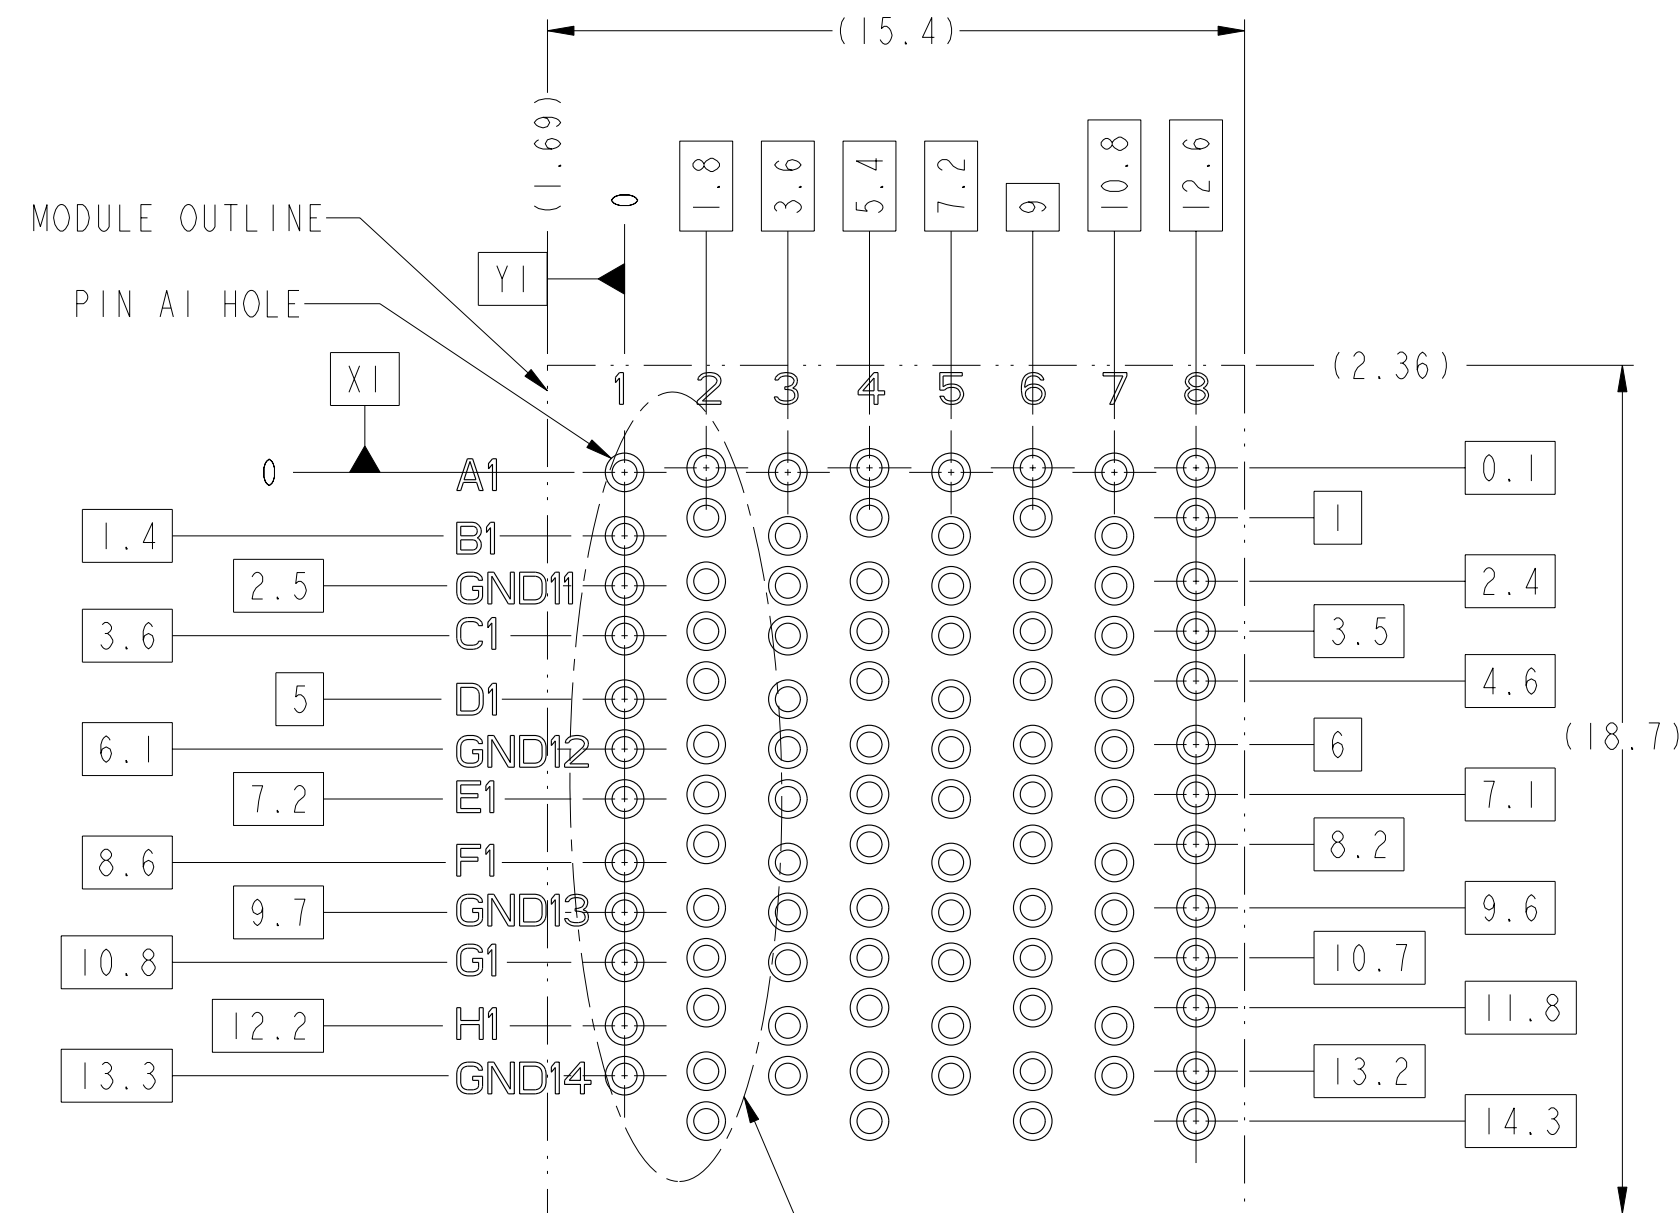 (15.4)
(1.69)
0
1.8
3.6
5.4
7.2
9
10.8
12.6
MODULE OUTLINE
Y1
PIN A1 HOLE
X1
(2.36)
1 2 3 4 5 6 7 8
0 A1 0.1
1
1.4 B1
2.5 GND11 2.4
3.6 C1 3.5
4.6
5 D1
(18.7)
6.1 GND12 6
7.2 E1 7.1
8.2
8.6 F1
9.7 GND13 9.6
10.8 G1 10.7
11.8
12.2 H1
13.3 GND14 13.2
14.3